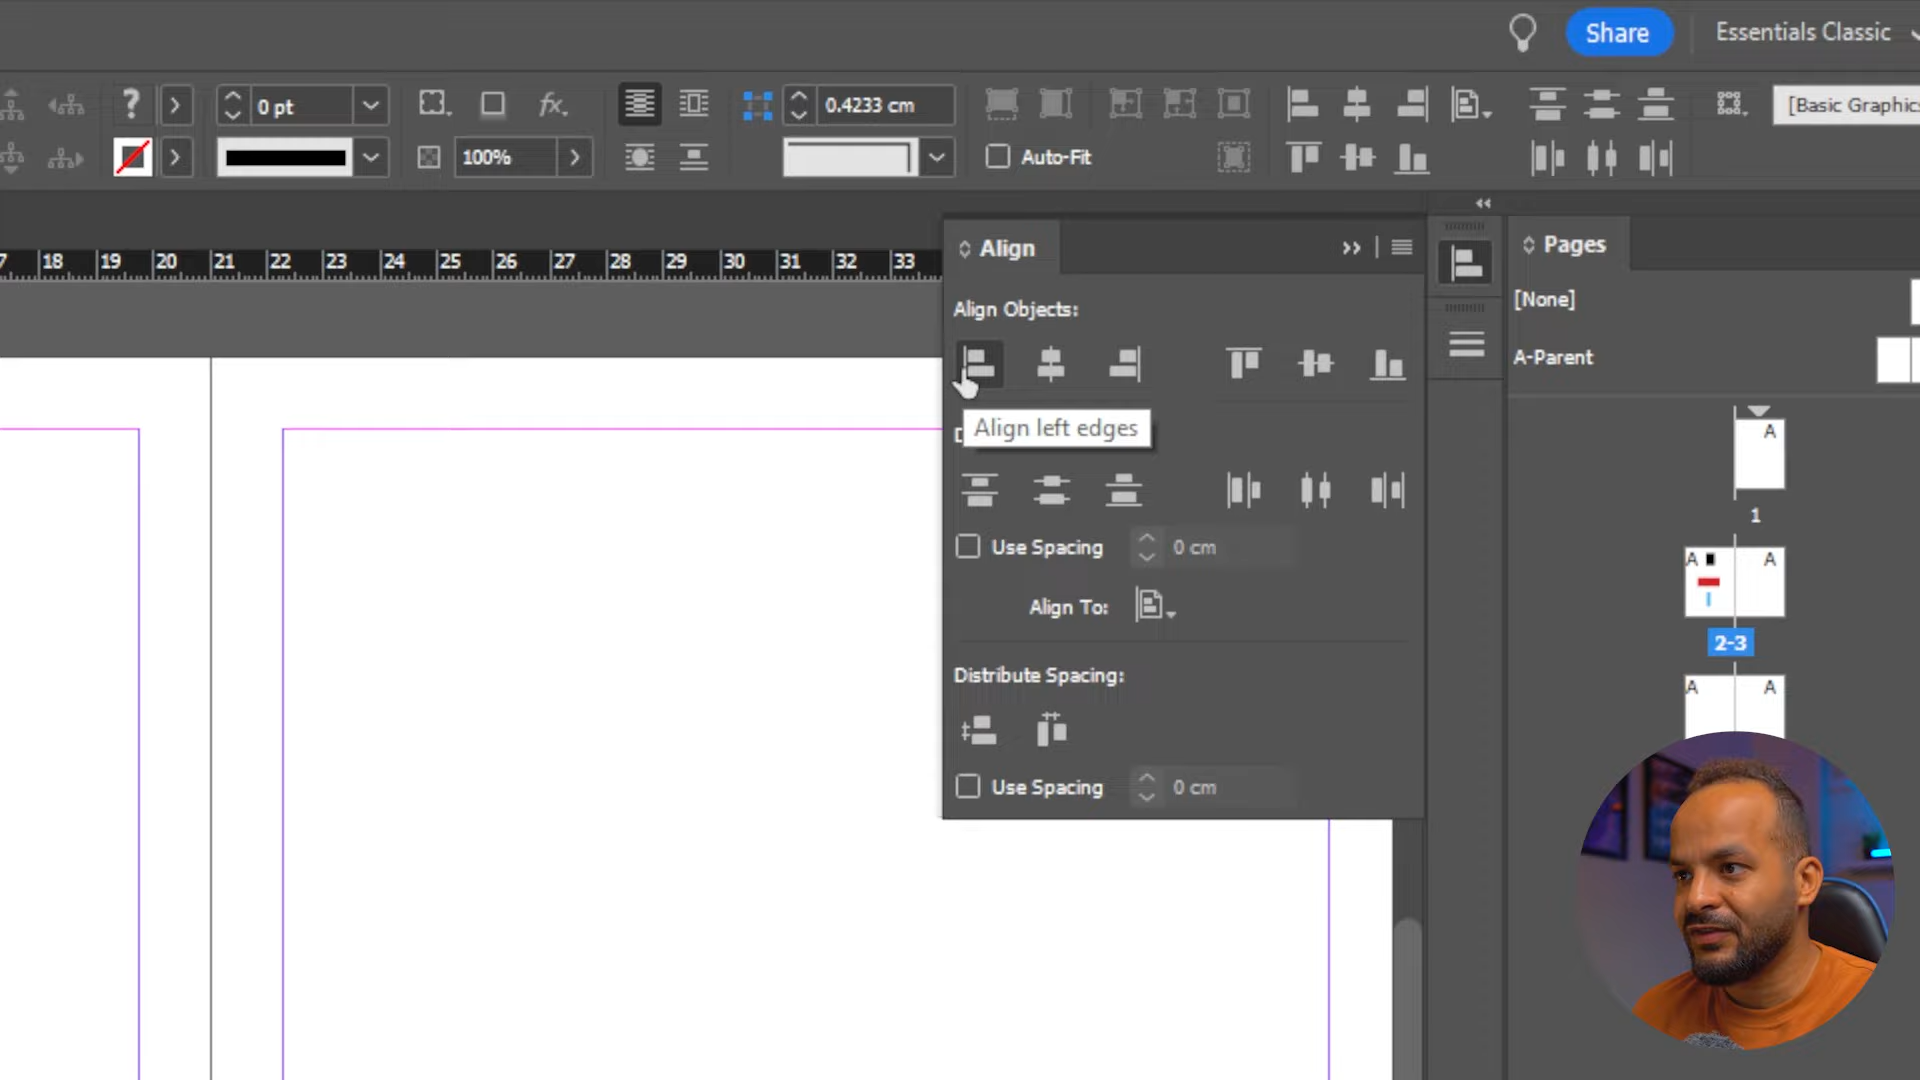 Share
Essentials Classic
?
0 pt
fx.
0.4233 cm
[Basic Graphics
100%
Auto-Fit
18 19 20 21 22 23 24 25 26 27 28 29 30 31 32 33
Align
Pages
Align Objects:
[None]
A-Parent
Align left edges
A
1
Use Spacing
0 cm
A A
Align To:
2-3
Distribute Spacing:
A A
Use Spacing
0 cm